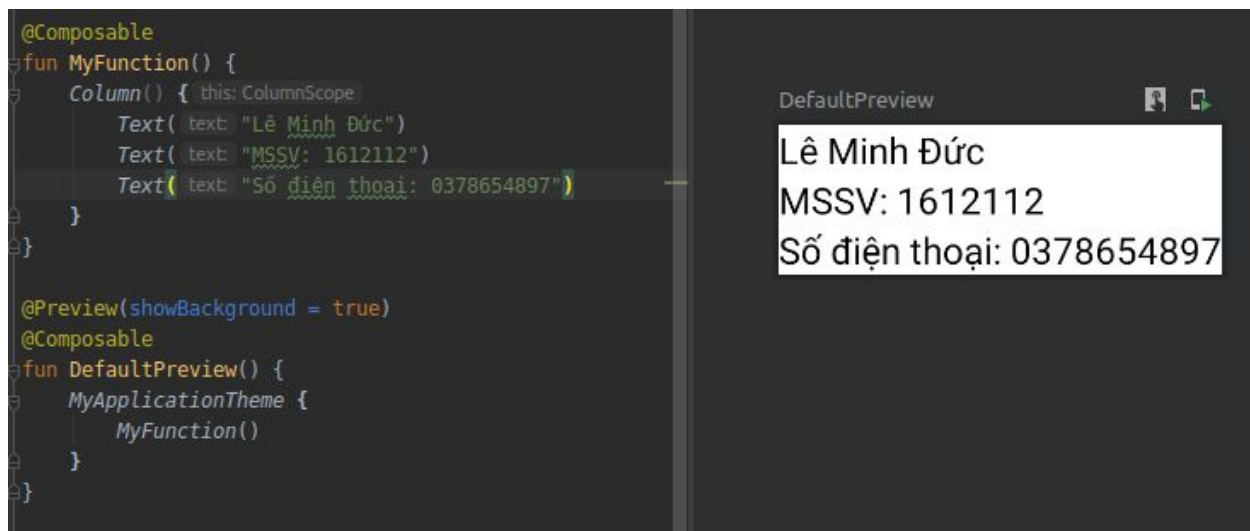 @Composable
fun MyFunction() {
Column() { this: ColumnScope
Text( text: "Lê Minh Đức")
Text( text: "MSSV: 1612112")
Text( text: "Số điện thoại: 0378654897")
}
}
@Preview(showBackground = true)
@Composable
fun DefaultPreview() {
MyApplicationTheme {
MyFunction()
}
}
DefaultPreview
Lê Minh Đức
MSSV: 1612112
Số điện thoại: 0378654897